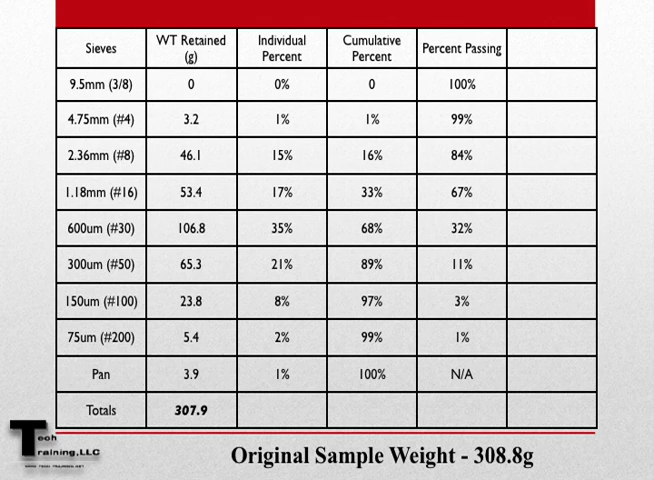 Sieves WT Retained (g) Individual Percent Cumulative Percent Percent Passing
9.5mm (3/8) 0 0% 0 100%
4.75mm (#4) 3.2 1% 1% 99%
2.36mm (#8) 46.1 15% 16% 84%
1.18mm (#16) 53.4 17% 33% 67%
600um (#30) 106.8 35% 68% 32%
300um (#50) 65.3 21% 89% 11%
150um (#100) 23.8 8% 97% 3%
75um (#200) 5.4 2% 99% 1%
Pan 3.9 1% 100% N/A
Totals 307.9
Tech
Training,LLC
Original Sample Weight - 308.8g